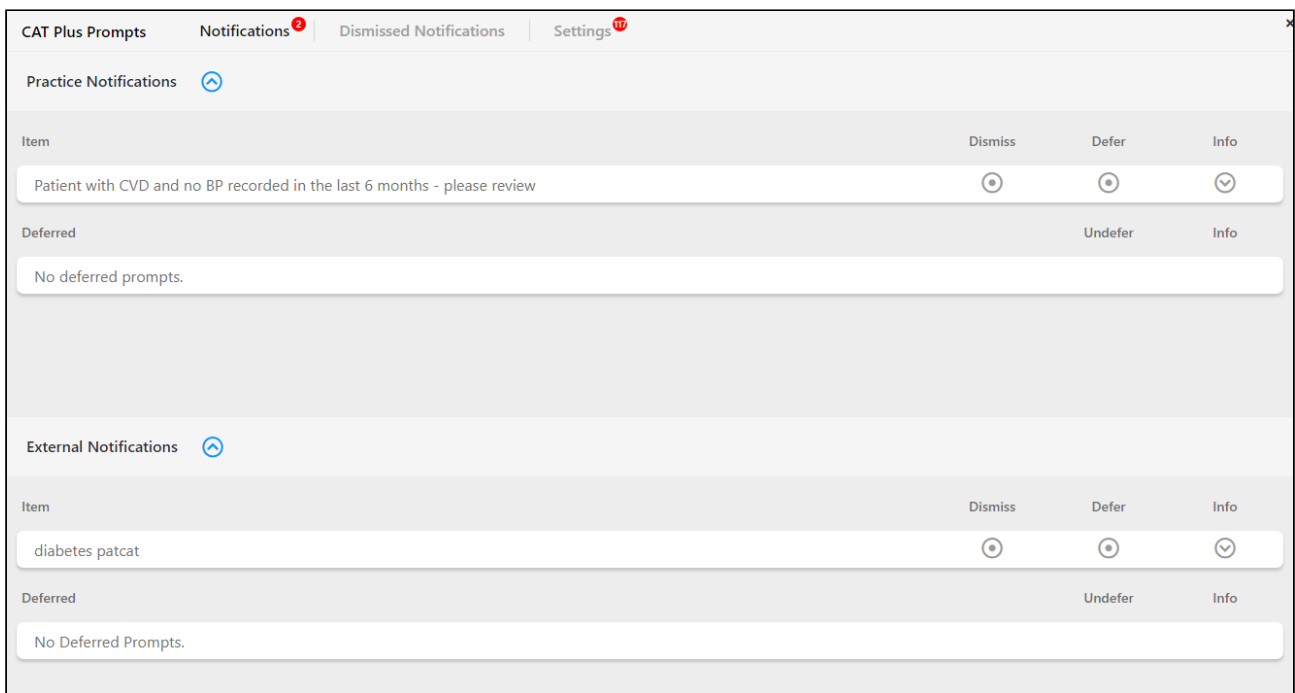 CAT Plus Prompts Notifications 2 Dismissed Notifications Settings 117
Practice Notifications
Item Dismiss Defer Info
Patient with CVD and no BP recorded in the last 6 months - please review
Deferred Undefer Info
No deferred prompts.
External Notifications
Item Dismiss Defer Info
diabetes patcat
Deferred Undefer Info
No Deferred Prompts.